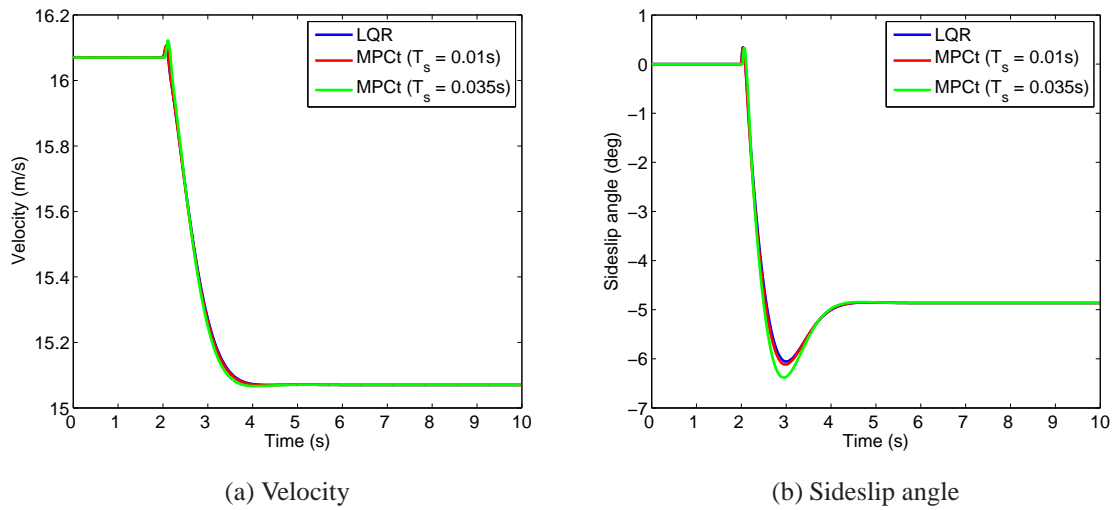 16.2
16
15.8
15.6
15.4
15.2
15
0 1 2 3 4 5 6 7 8 9 10
Velocity (m/s)
Time (s)
LQR
MPCt (T_s = 0.01s)
MPCt (T_s = 0.035s)
(a) Velocity
1
0
−1
−2
−3
−4
−5
−6
−7
0 1 2 3 4 5 6 7 8 9 10
Sideslip angle (deg)
Time (s)
LQR
MPCt (T_s = 0.01s)
MPCt (T_s = 0.035s)
(b) Sideslip angle